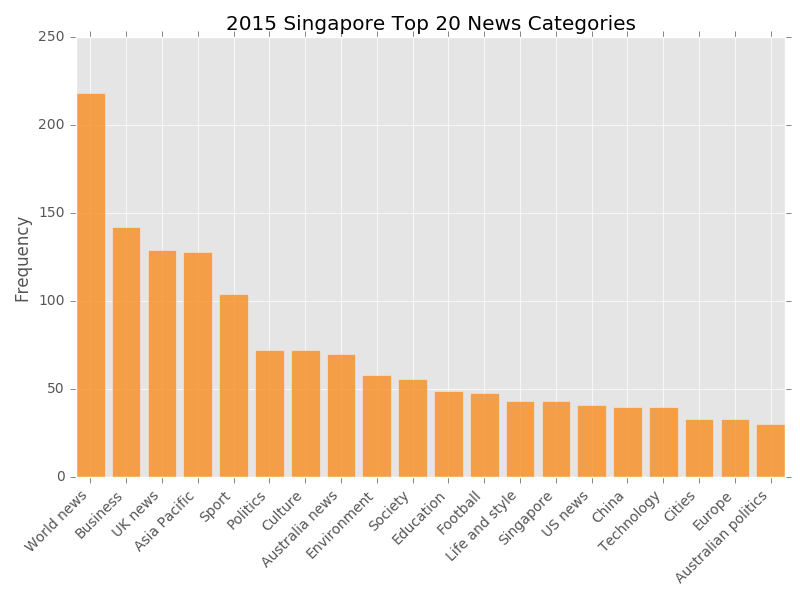 2015 Singapore Top 20 News Categories
250
200
150
100
50
0
Frequency
World news
Business
UK news
Asia Pacific
Sport
Politics
Culture
Australia news
Environment
Society
Education
Football
Life and style
Singapore
US news
China
Technology
Cities
Europe
Australian politics